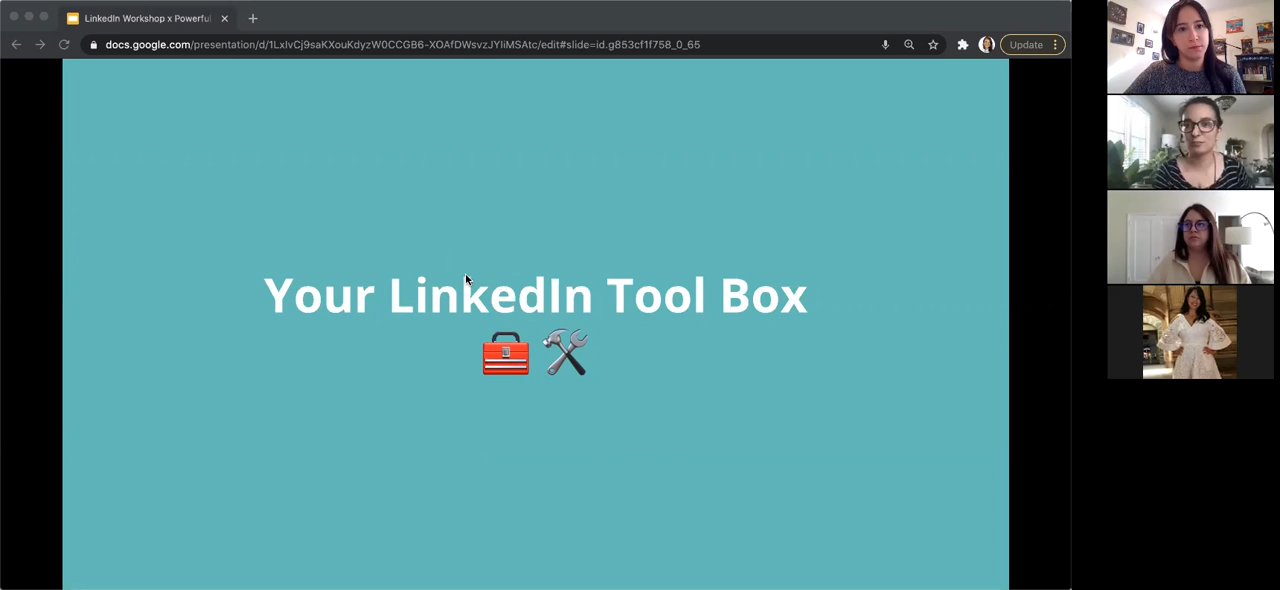 LinkedIn Workshop x Powerful
docs.google.com/presentation/d/1LxlvCj9saKXouKdyzW0CCGB6-XOAfDWsvzJYIiMSAtc/edit#slide=id.g853cf1f758_0_65
Update
Your LinkedIn Tool Box